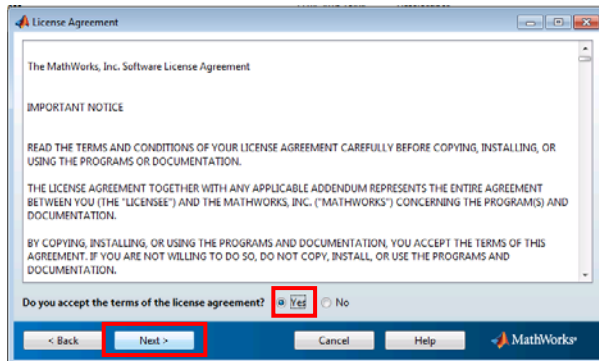 License Agreement
The MathWorks, Inc. Software License Agreement
IMPORTANT NOTICE
READ THE TERMS AND CONDITIONS OF YOUR LICENSE AGREEMENT CAREFULLY BEFORE COPYING, INSTALLING, OR
USING THE PROGRAMS OR DOCUMENTATION.
THE LICENSE AGREEMENT TOGETHER WITH ANY APPLICABLE ADDENDUM REPRESENTS THE ENTIRE AGREEMENT
BETWEEN YOU (THE "LICENSEE") AND THE MATHWORKS, INC. ("MATHWORKS") CONCERNING THE PROGRAM(S) AND
DOCUMENTATION.
BY COPYING, INSTALLING, OR USING THE PROGRAMS AND DOCUMENTATION, YOU ACCEPT THE TERMS OF THIS
AGREEMENT. IF YOU ARE NOT WILLING TO DO SO, DO NOT COPY, INSTALL, OR USE THE PROGRAMS AND
DOCUMENTATION.
Do you accept the terms of the license agreement? Yes No
< Back Next > Cancel Help MathWorks